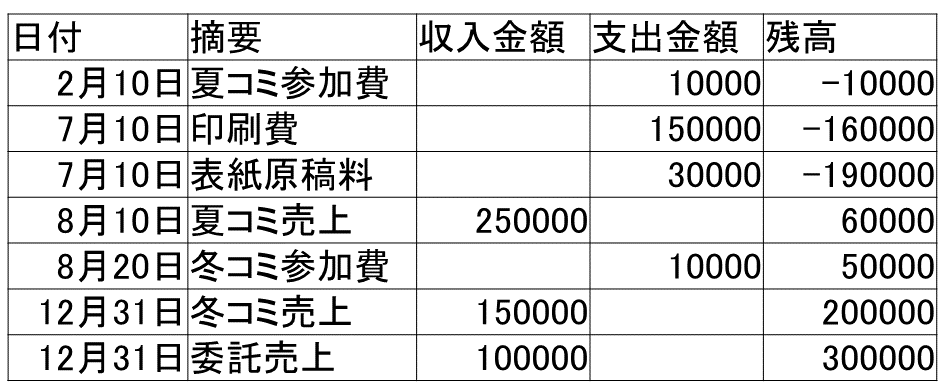 日付 摘要 収入金額 支出金額 残高
2月10日 夏コミ参加費 10000 -10000
7月10日 印刷費 150000 -160000
7月10日 表紙原稿料 30000 -190000
8月10日 夏コミ売上 250000 60000
8月20日 冬コミ参加費 10000 50000
12月31日 冬コミ売上 150000 200000
12月31日 委託売上 100000 300000